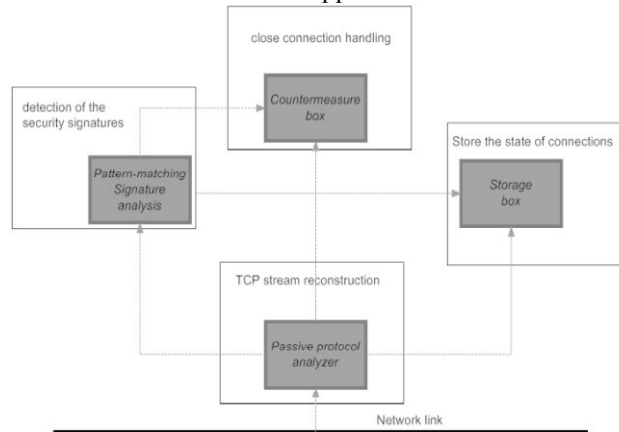 close connection handling
Countermeasure
box
detection of the
security signatures
Pattern-matching
Signature
analysis
Store the state of connections
Storage
box
TCP stream reconstruction
Passive protocol
analyzer
Network link